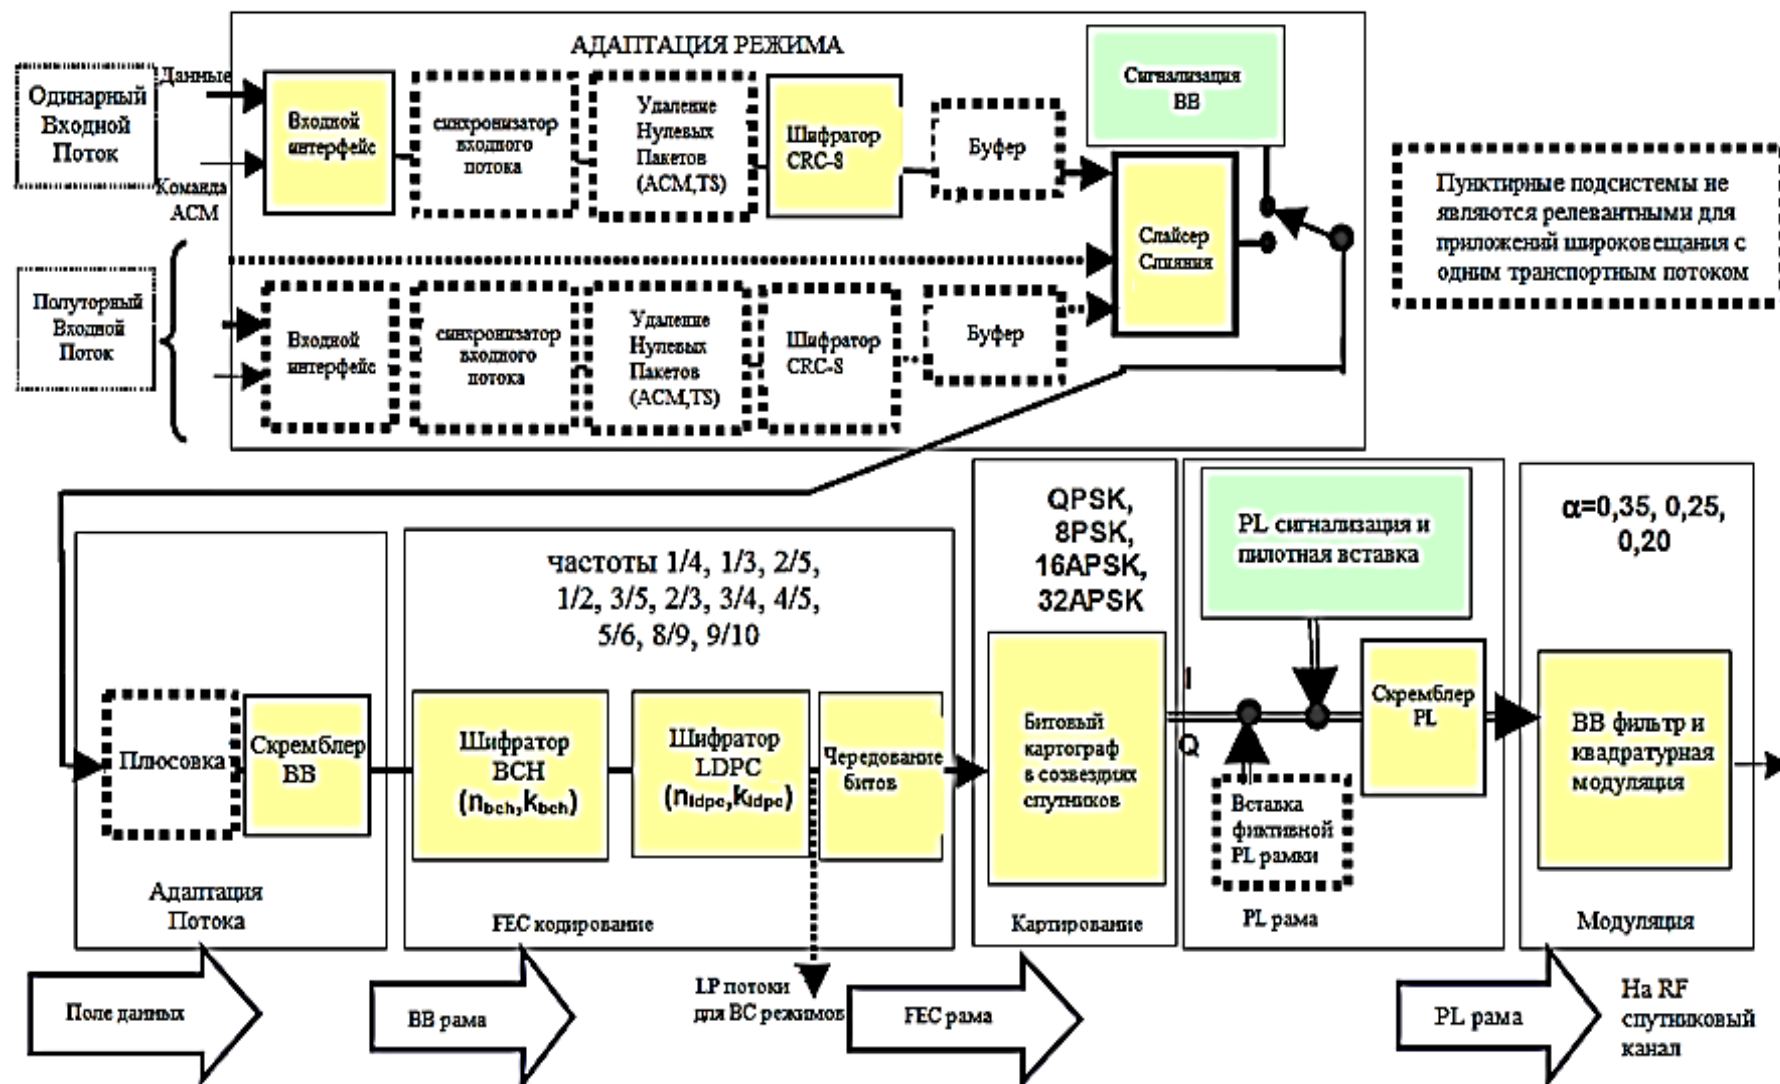 АДАПТАЦИЯ РЕЖИМА
Одинарный
Входной
Поток
Данные
Команда
АСМ
Входной
интерфейс
синхронизатор
входного
потока
Удаление
Нулевых
Пакетов
(ACM,TS)
Шифратор
CRC-8
Буфер
Сигнализация
BB
Слайсер
Слияния
Пунктирные подсистемы не
являются релевантными для
приложений широковещания с
одним транспортным потоком
Полуторный
Входной
Поток
Входной
интерфейс
синхронизатор
входного
потока
Удаление
Нулевых
Пакетов
(ACM,TS)
Шифратор
CRC-8
Буфер
частоты 1/4, 1/3, 2/5,
1/2, 3/5, 2/3, 3/4, 4/5,
5/6, 8/9, 9/10
QPSK,
8PSK,
16APSK,
32APSK
PL сигнализация и
пилотная вставка
α=0,35, 0,25,
0,20
Плюсовка
Скремблер
BB
Шифратор
BCH
(nbch,kbch)
Шифратор
LDPC
(nldpc,kldpc)
Чередование
битов
Битовый
картограф
в созвездиях
спутников
I
Q
Вставка
фиктивной
PL рамки
Скремблер
PL
BB фильтр и
квадратурная
модуляция
Адаптация
Потока
FEC кодирование
Картирование
PL рама
Модуляция
Поле данных
BB рама
LP потоки
для BC режимов
FEC рама
PL рама
На RF
спутниковый
канал